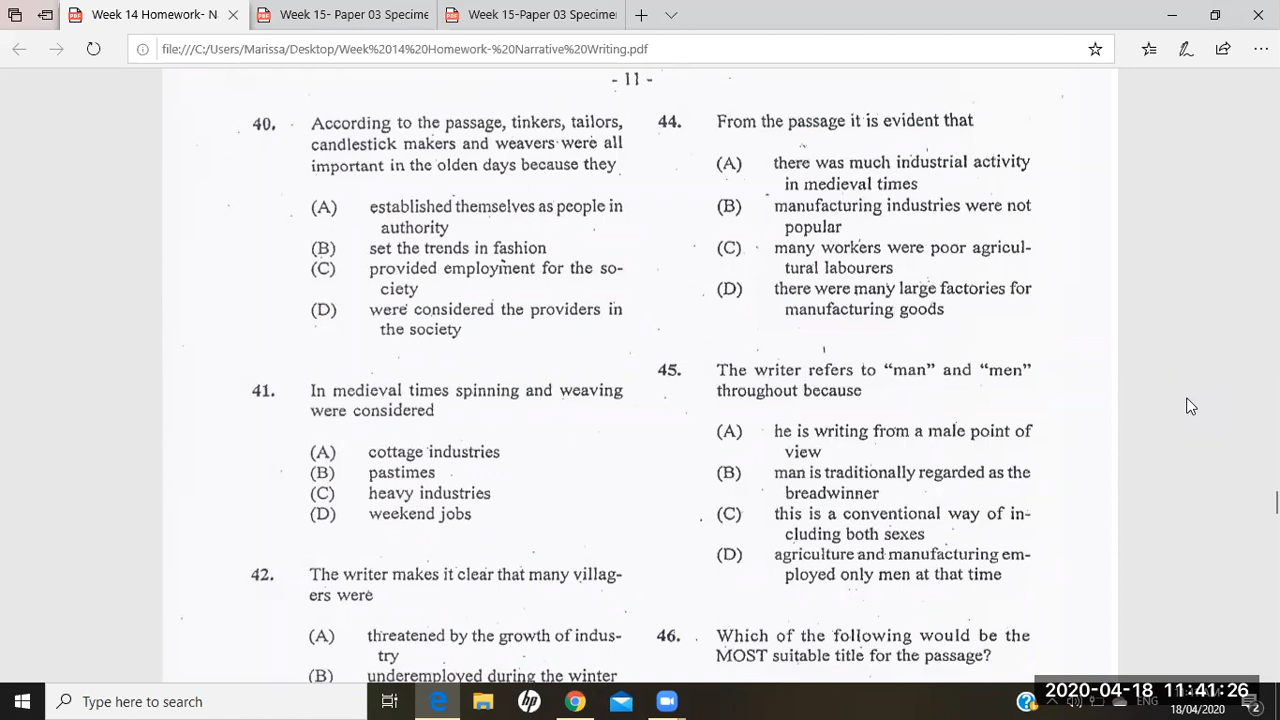 Week 14 Homework- N
Week 15- Paper 03 Specime
Week 15-Paper 03 Specime
file:///C:/Users/Marissa/Desktop/Week%2014%20Homework-%20Narrative%20Writing.pdf
- 11 -
40. According to the passage, tinkers, tailors,
candlestick makers and weavers were all
important in the olden days because they
(A) established themselves as people in
authority
(B) set the trends in fashion
(C) provided employment for the so-
ciety
(D) were considered the providers in
the society
41. In medieval times spinning and weaving
were considered
(A) cottage industries
(B) pastimes
(C) heavy industries
(D) weekend jobs
42. The writer makes it clear that many villag-
ers were
(A) threatened by the growth of indus-
try
(B) underemployed during the winter
44. From the passage it is evident that
(A) there was much industrial activity
in medieval times
(B) manufacturing industries were not
popular
(C) many workers were poor agricul-
tural labourers
(D) there were many large factories for
manufacturing goods
45. The writer refers to “man” and “men”
throughout because
(A) he is writing from a male point of
view
(B) man is traditionally regarded as the
breadwinner
(C) this is a conventional way of in-
cluding both sexes
(D) agriculture and manufacturing em-
ployed only men at that time
46. Which of the following would be the
MOST suitable title for the passage?
Type here to search
2020-04-18 11:41:26
ENG
18/04/2020